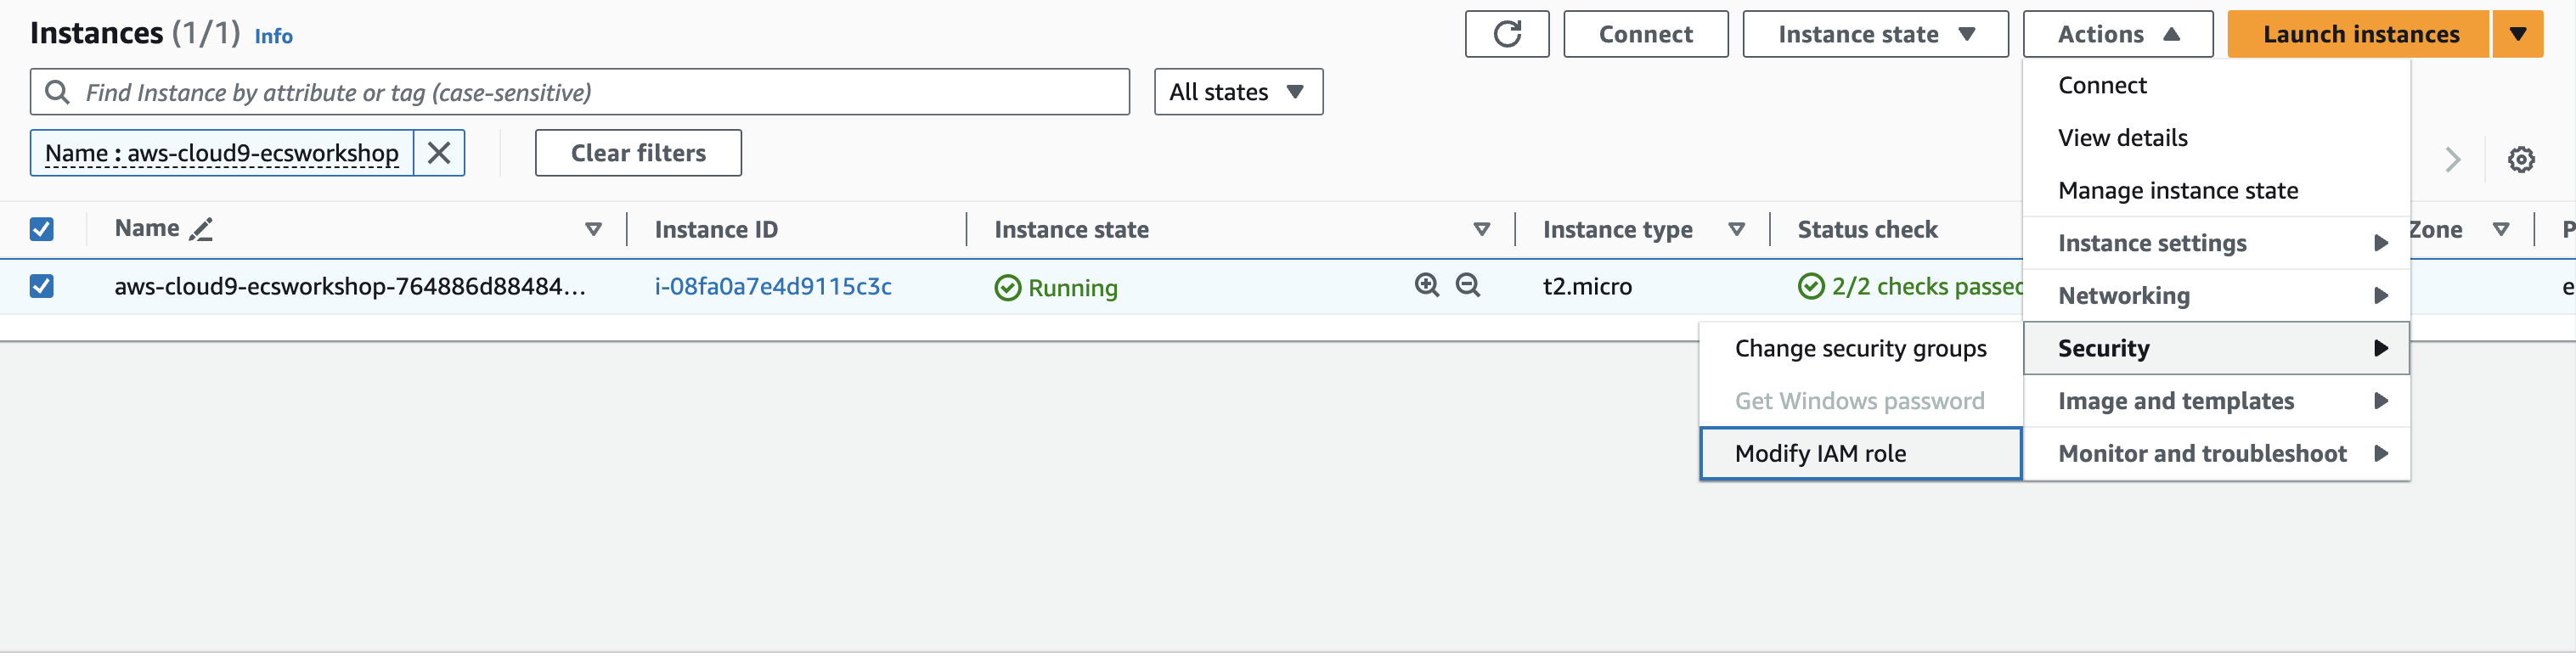 Instances (1/1) Info
Connect
Instance state
Actions
Launch instances
Find Instance by attribute or tag (case-sensitive)
All states
Name : aws-cloud9-ecsworkshop
Clear filters
Connect
View details
Manage instance state
Instance settings
Networking
Security
Image and templates
Monitor and troubleshoot
Change security groups
Get Windows password
Modify IAM role
Name Instance ID Instance state Instance type Status check Zone P
aws-cloud9-ecsworkshop-764886d88484... i-08fa0a7e4d9115c3c Running t2.micro 2/2 checks passed e